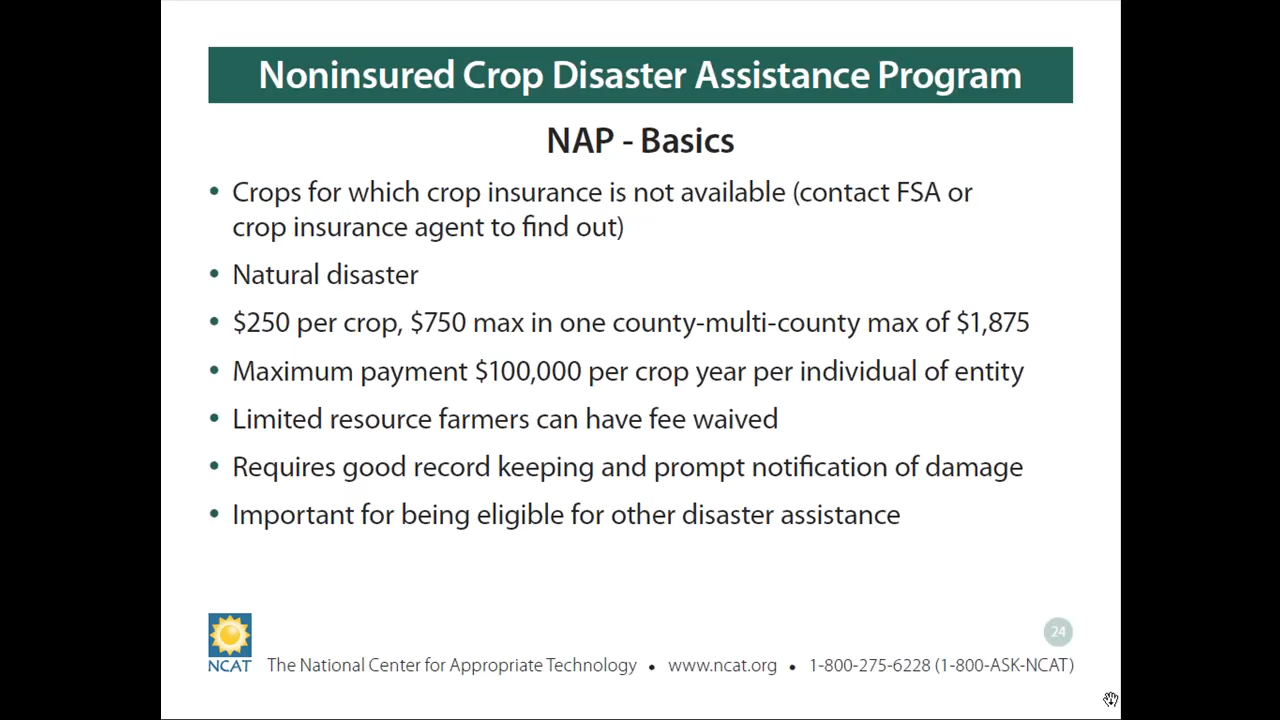 Noninsured Crop Disaster Assistance Program
NAP - Basics
• Crops for which crop insurance is not available (contact FSA or
crop insurance agent to find out)
• Natural disaster
• $250 per crop, $750 max in one county-multi-county max of $1,875
• Maximum payment $100,000 per crop year per individual of entity
• Limited resource farmers can have fee waived
• Requires good record keeping and prompt notification of damage
• Important for being eligible for other disaster assistance
24
NCAT The National Center for Appropriate Technology • www.ncat.org • 1-800-275-6228 (1-800-ASK-NCAT)